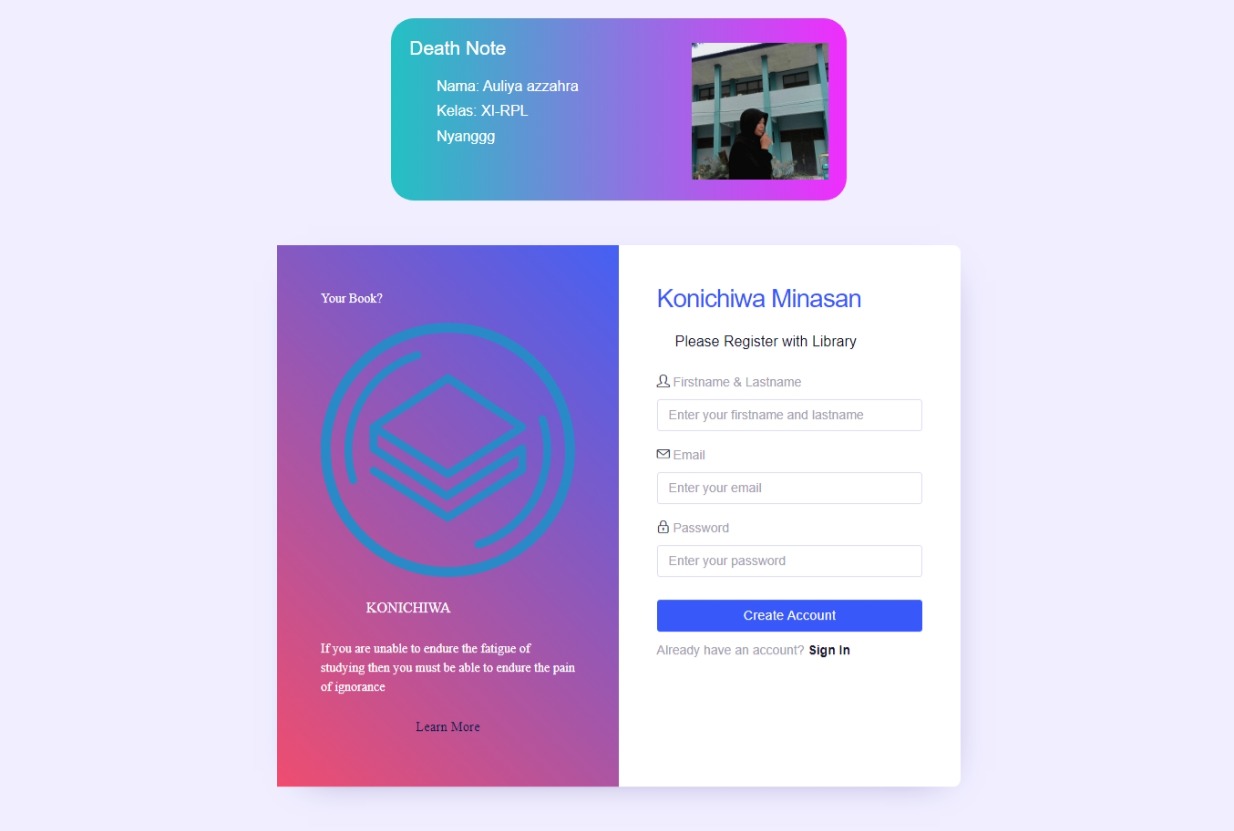 Death Note
Nama: Auliya azzahra
Kelas: XI-RPL
Nyanggg
Your Book?
KONICHIWA
If you are unable to endure the fatigue of
studying then you must be able to endure the pain
of ignorance
Learn More
Konichiwa Minasan
Please Register with Library
Firstname & Lastname
Enter your firstname and lastname
Email
Enter your email
Password
Enter your password
Create Account
Already have an account? Sign In